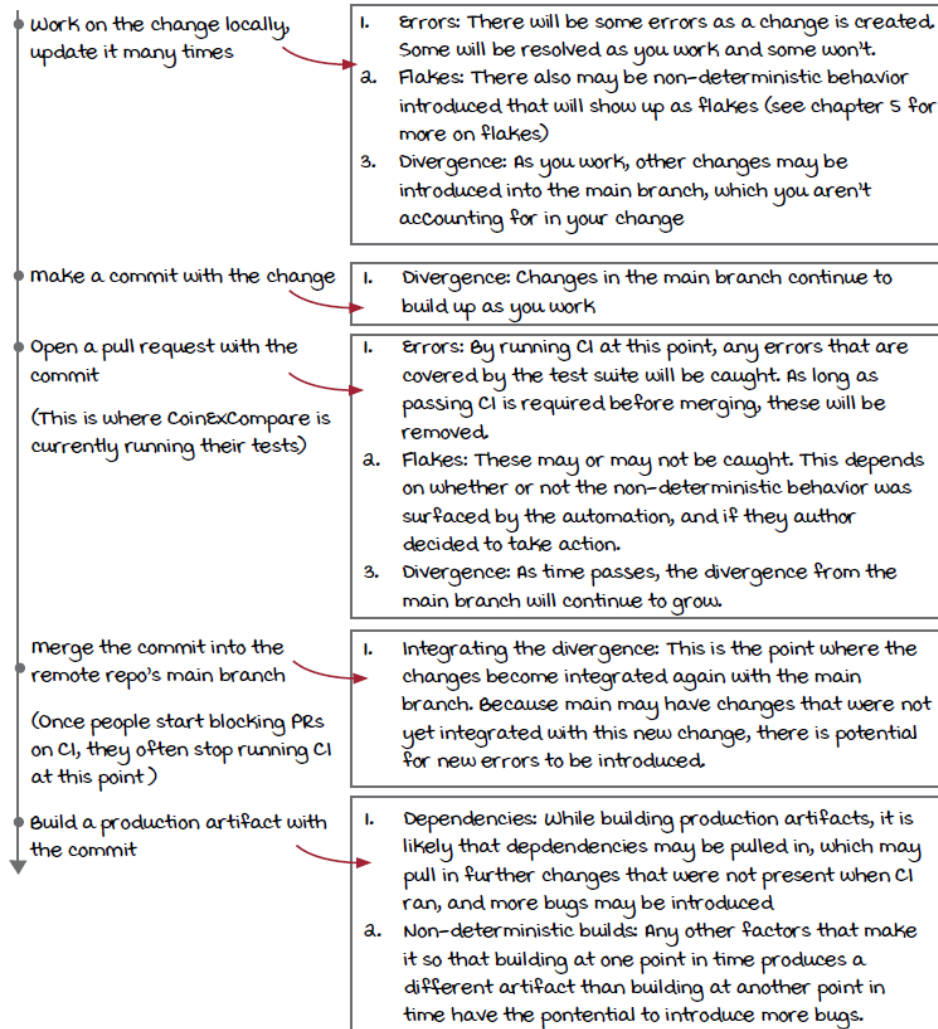 Work on the change locally,
update it many times
1. Errors: There will be some errors as a change is created.
Some will be resolved as you work and some won't.
2. Flakes: There also may be non-deterministic behavior
introduced that will show up as flakes (see chapter 5 for
more on flakes)
3. Divergence: As you work, other changes may be
introduced into the main branch, which you aren't
accounting for in your change
Make a commit with the change
1. Divergence: Changes in the main branch continue to
build up as you work
Open a pull request with the
commit
(This is where CoinExCompare is
currently running their tests)
1. Errors: By running CI at this point, any errors that are
covered by the test suite will be caught. As long as
passing CI is required before merging, these will be
removed.
2. Flakes: These may or may not be caught. This depends
on whether or not the non-deterministic behavior was
surfaced by the automation, and if they author
decided to take action.
3. Divergence: As time passes, the divergence from the
main branch will continue to grow.
Merge the commit into the
remote repo's main branch
(Once people start blocking PRs
on CI, they often stop running CI
at this point)
1. Integrating the divergence: This is the point where the
changes become integrated again with the main
branch. Because main may have changes that were not
yet integrated with this new change, there is potential
for new errors to be introduced.
Build a production artifact with
the commit
1. Dependencies: While building production artifacts, it is
likely that depdendencies may be pulled in, which may
pull in further changes that were not present when CI
ran, and more bugs may be introduced
2. Non-deterministic builds: Any other factors that make
it so that building at one point in time produces a
different artifact than building at another point in
time have the pontential to introduce more bugs.